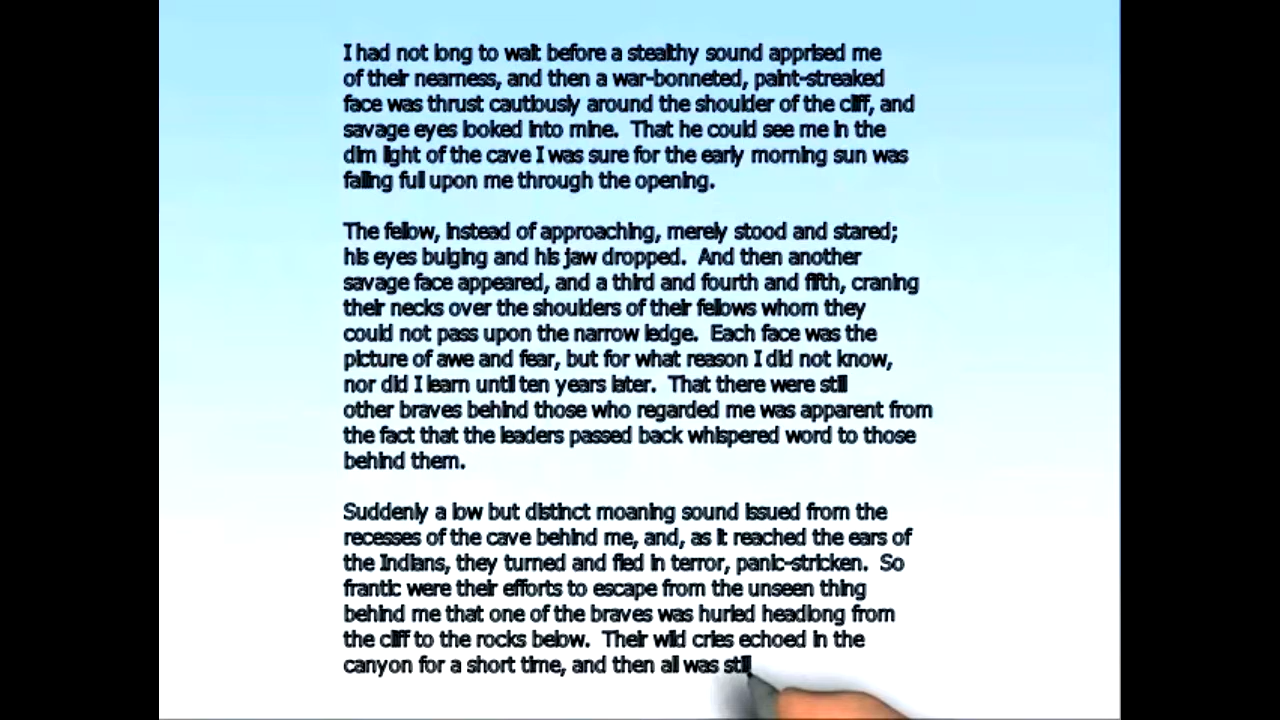 I had not long to wait before a stealthy sound apprised me
of their nearness, and then a war-bonneted, paint-streaked
face was thrust cautiously around the shoulder of the cliff, and
savage eyes looked into mine.  That he could see me in the
dim light of the cave I was sure for the early morning sun was
falling full upon me through the opening.

The fellow, instead of approaching, merely stood and stared;
his eyes bulging and his jaw dropped.  And then another
savage face appeared, and a third and fourth and fifth, craning
their necks over the shoulders of their fellows whom they
could not pass upon the narrow ledge.  Each face was the
picture of awe and fear, but for what reason I did not know,
nor did I learn until ten years later.  That there were still
other braves behind those who regarded me was apparent from
the fact that the leaders passed back whispered word to those
behind them.

Suddenly a low but distinct moaning sound issued from the
recesses of the cave behind me, and, as it reached the ears of
the Indians, they turned and fled in terror, panic-stricken.  So
frantic were their efforts to escape from the unseen thing
behind me that one of the braves was hurled headlong from
the cliff to the rocks below.  Their wild cries echoed in the
canyon for a short time, and then all was still